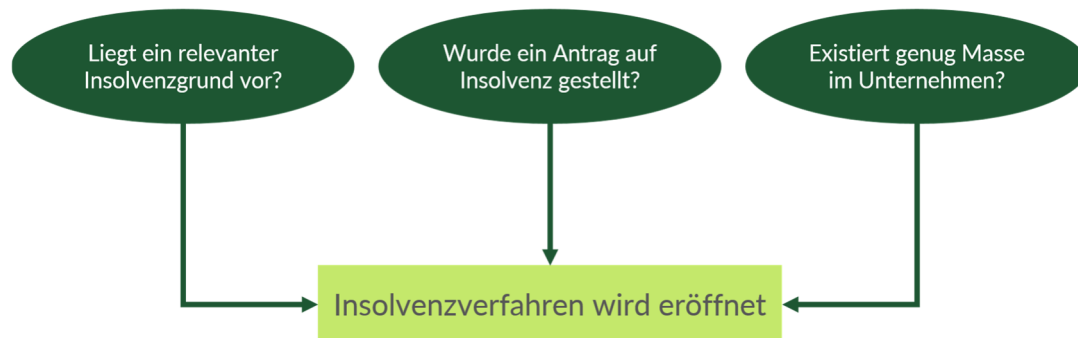 Liegt ein relevanter
Insolvenzgrund vor?
Wurde ein Antrag auf
Insolvenz gestellt?
Existiert genug Masse
im Unternehmen?
Insolvenzverfahren wird eröffnet